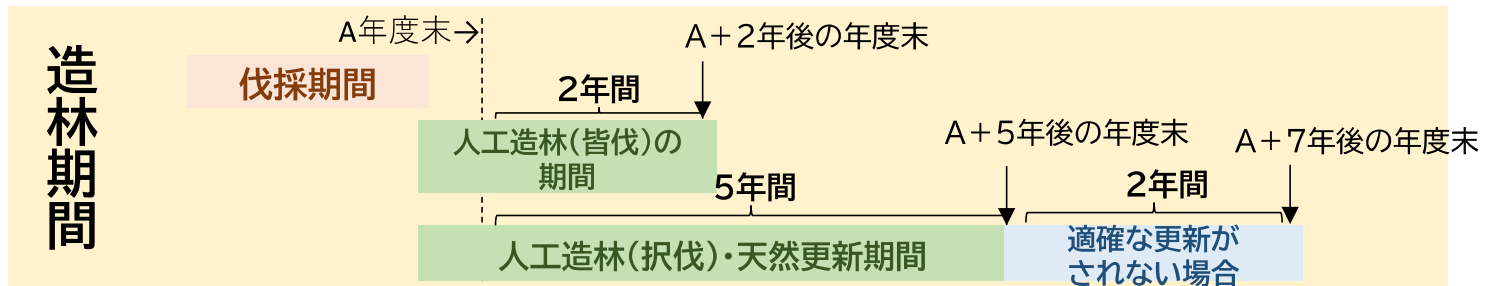 造林期間
A年度末→
伐採期間
A＋2年後の年度末
2年間
人工造林（皆伐）の
期間
A＋5年後の年度末
A＋7年後の年度末
5年間
2年間
人工造林（択伐）・天然更新期間
適確な更新が
されない場合